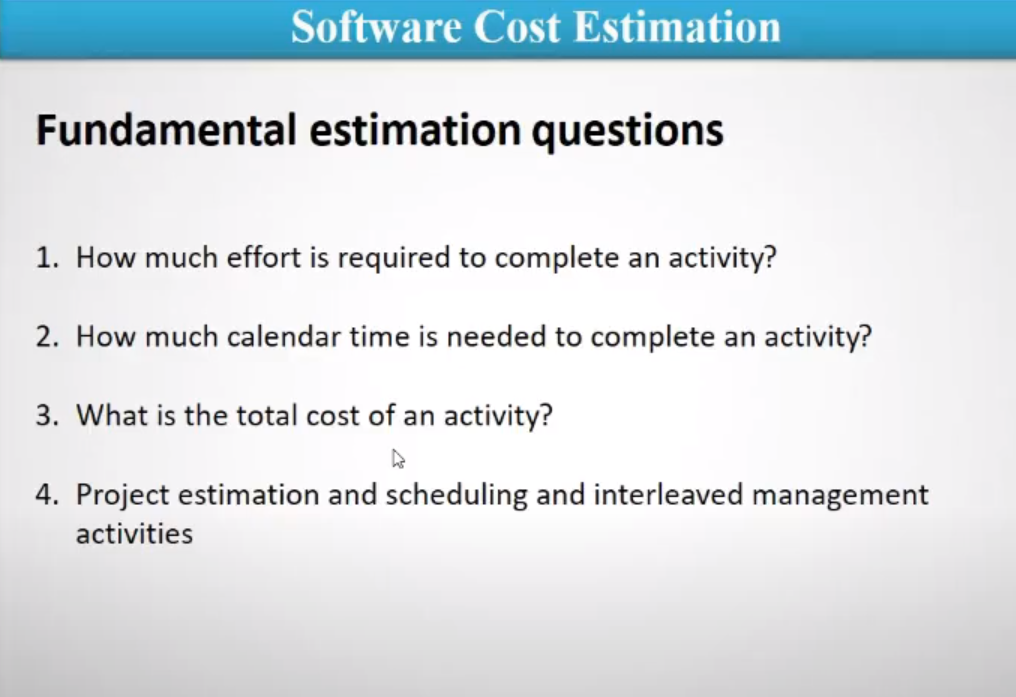 Software Cost Estimation
Fundamental estimation questions
1. How much effort is required to complete an activity?
2. How much calendar time is needed to complete an activity?
3. What is the total cost of an activity?
4. Project estimation and scheduling and interleaved management
activities